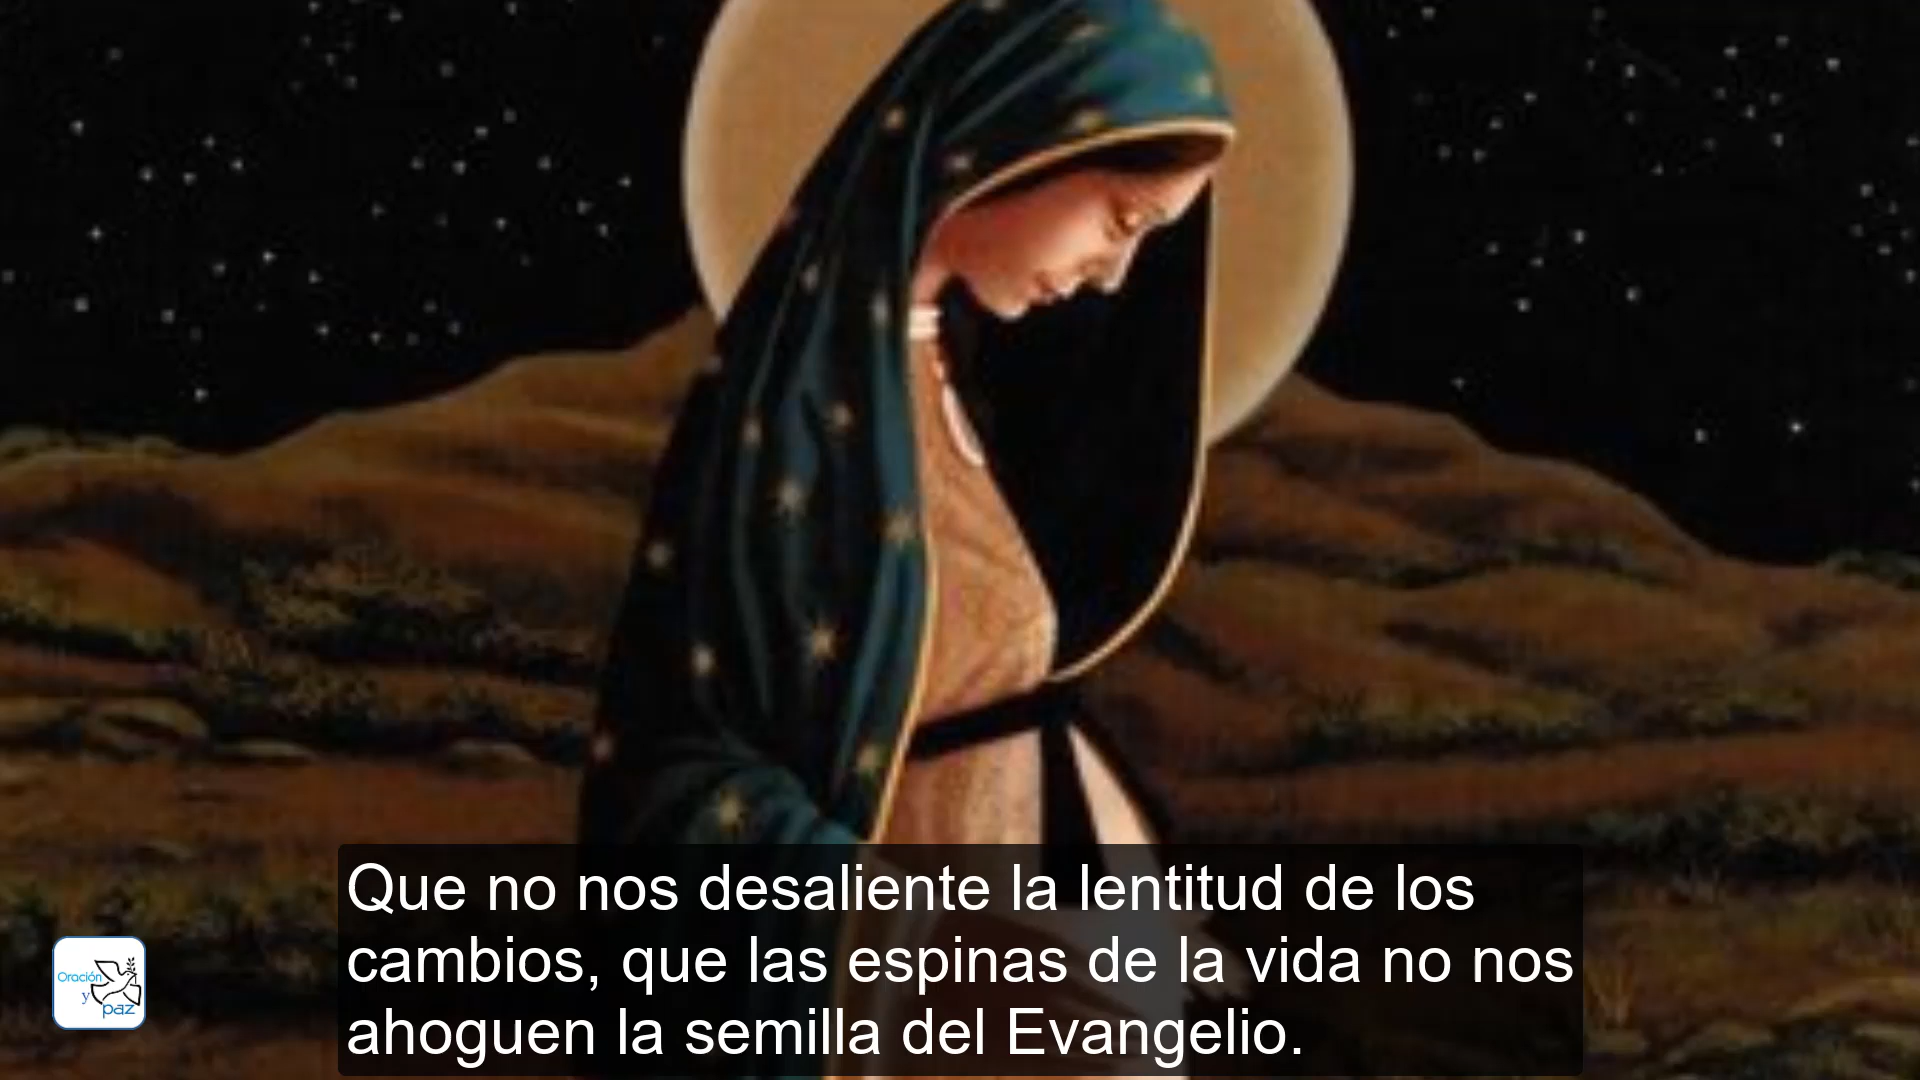 Que no nos desaliente la lentitud de los
cambios, que las espinas de la vida no nos
ahoguen la semilla del Evangelio.
Oración
y
paz